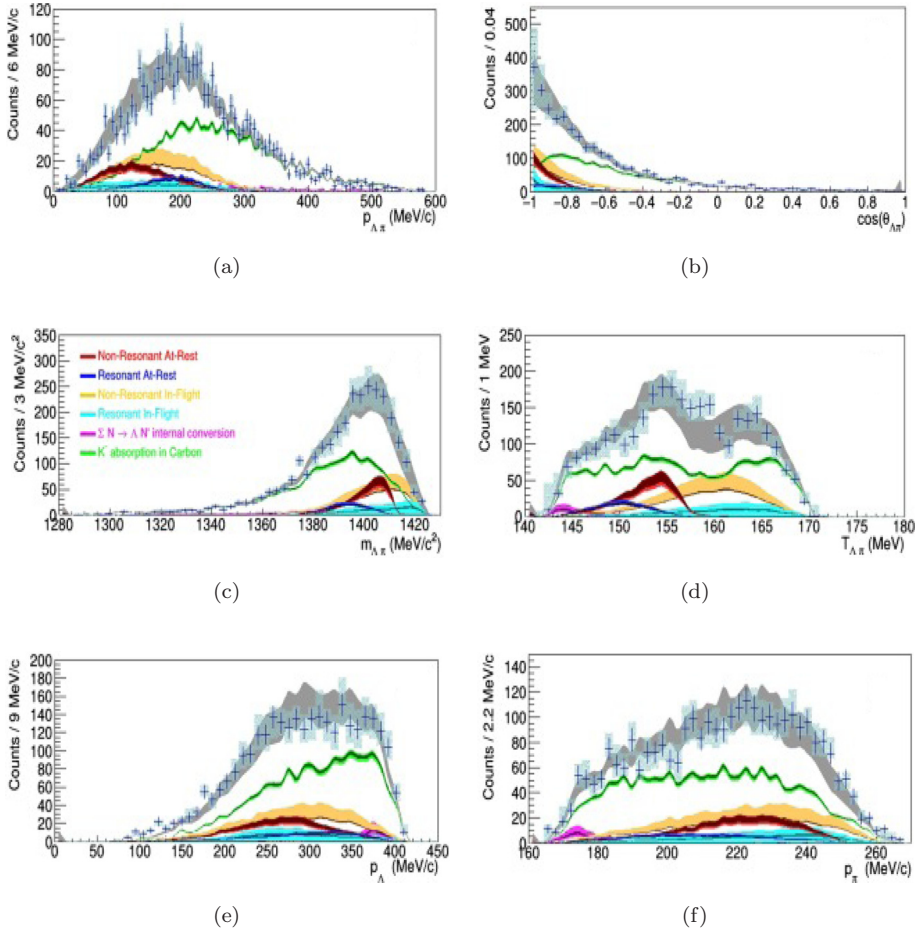 Counts / 6 MeV/c
120
100
80
60
40
20
0
0 100 200 300 400 500 600
p_Λπ (MeV/c)
(a)
Counts / 0.04
500
400
300
200
100
0
−1 −0.8 −0.6 −0.4 −0.2 0 0.2 0.4 0.6 0.8 1
cos(θ_Λπ)
(b)
Counts / 3 MeV/c²
350
300
250
200
150
100
50
0
1280 1300 1320 1340 1360 1380 1400 1420
m_Λπ (MeV/c²)
Non-Resonant At-Rest
Resonant At-Rest
Non-Resonant In-Flight
Resonant In-Flight
Σ N → Λ N' internal conversion
K⁻ absorption in Carbon
(c)
Counts / 1 MeV
250
200
150
100
50
0
140 145 150 155 160 165 170 175 180
T_Λπ (MeV)
(d)
Counts / 9 MeV/c
200
180
160
140
120
100
80
60
40
20
0
0 50 100 150 200 250 300 350 400 450
p_Λ (MeV/c)
(e)
Counts / 2.2 MeV/c
140
120
100
80
60
40
20
0
160 180 200 220 240 260
p_π (MeV/c)
(f)